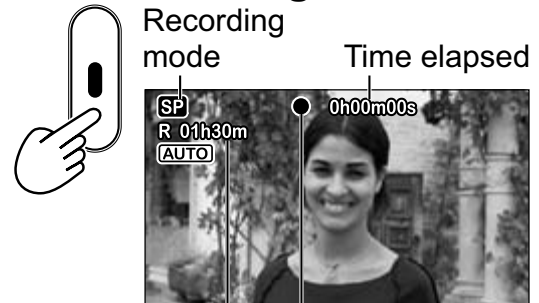 Recording
mode
Time elapsed
SP
0h00m00s
R 01h30m
AUTO